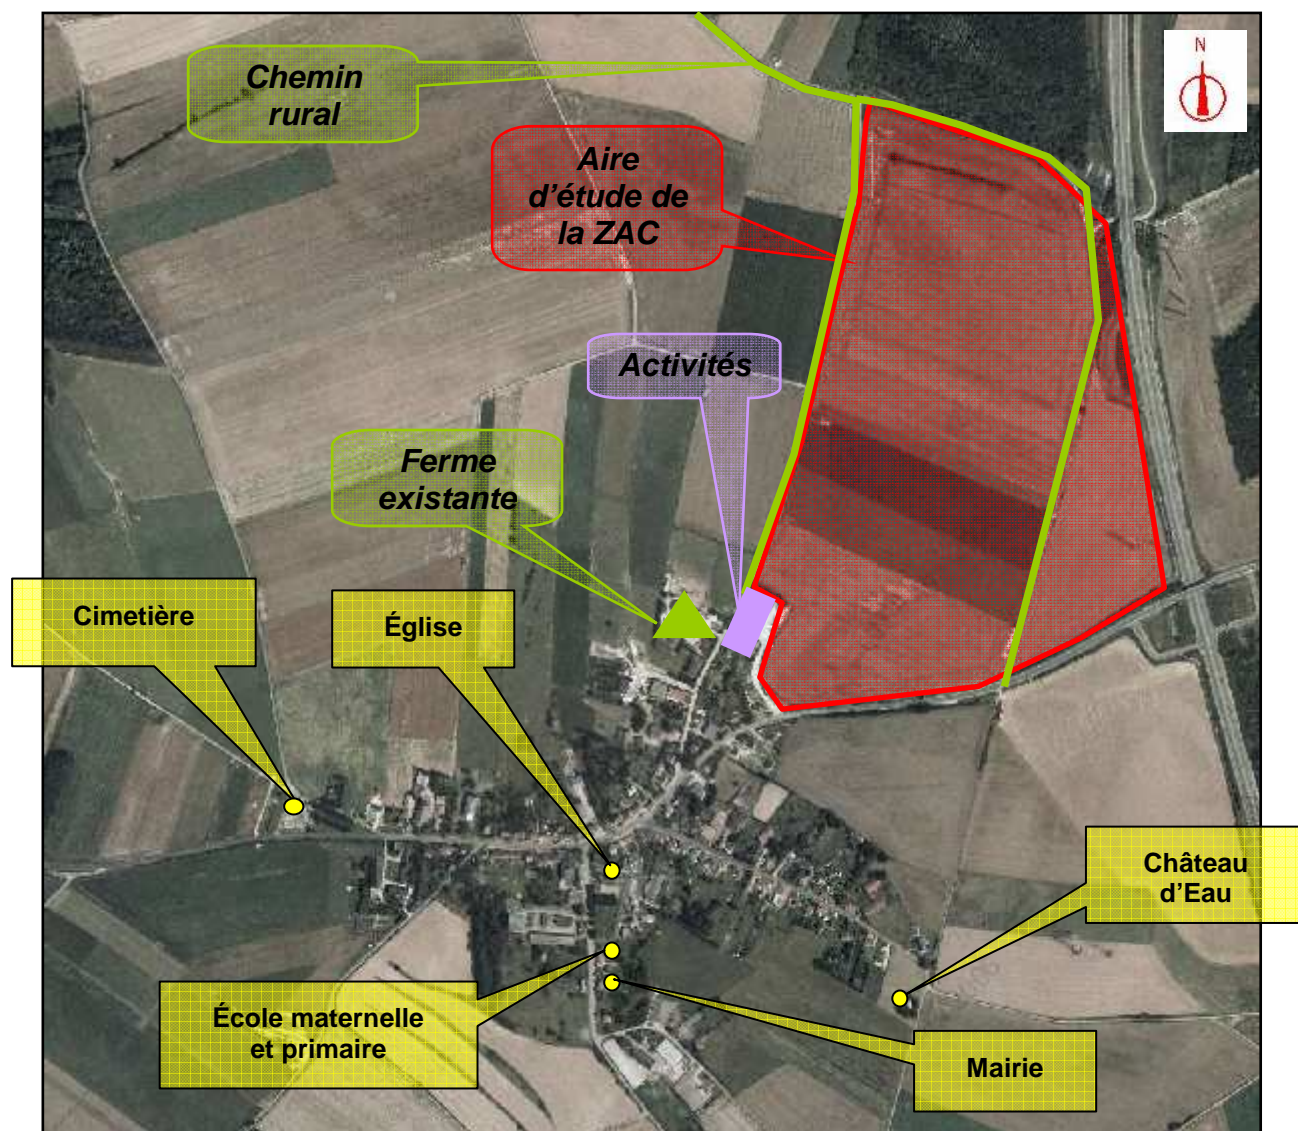 N
Chemin
rural
Aire
d'étude de
la ZAC
Activités
Ferme
existante
Cimetière
Église
Château
d'Eau
École maternelle
et primaire
Mairie